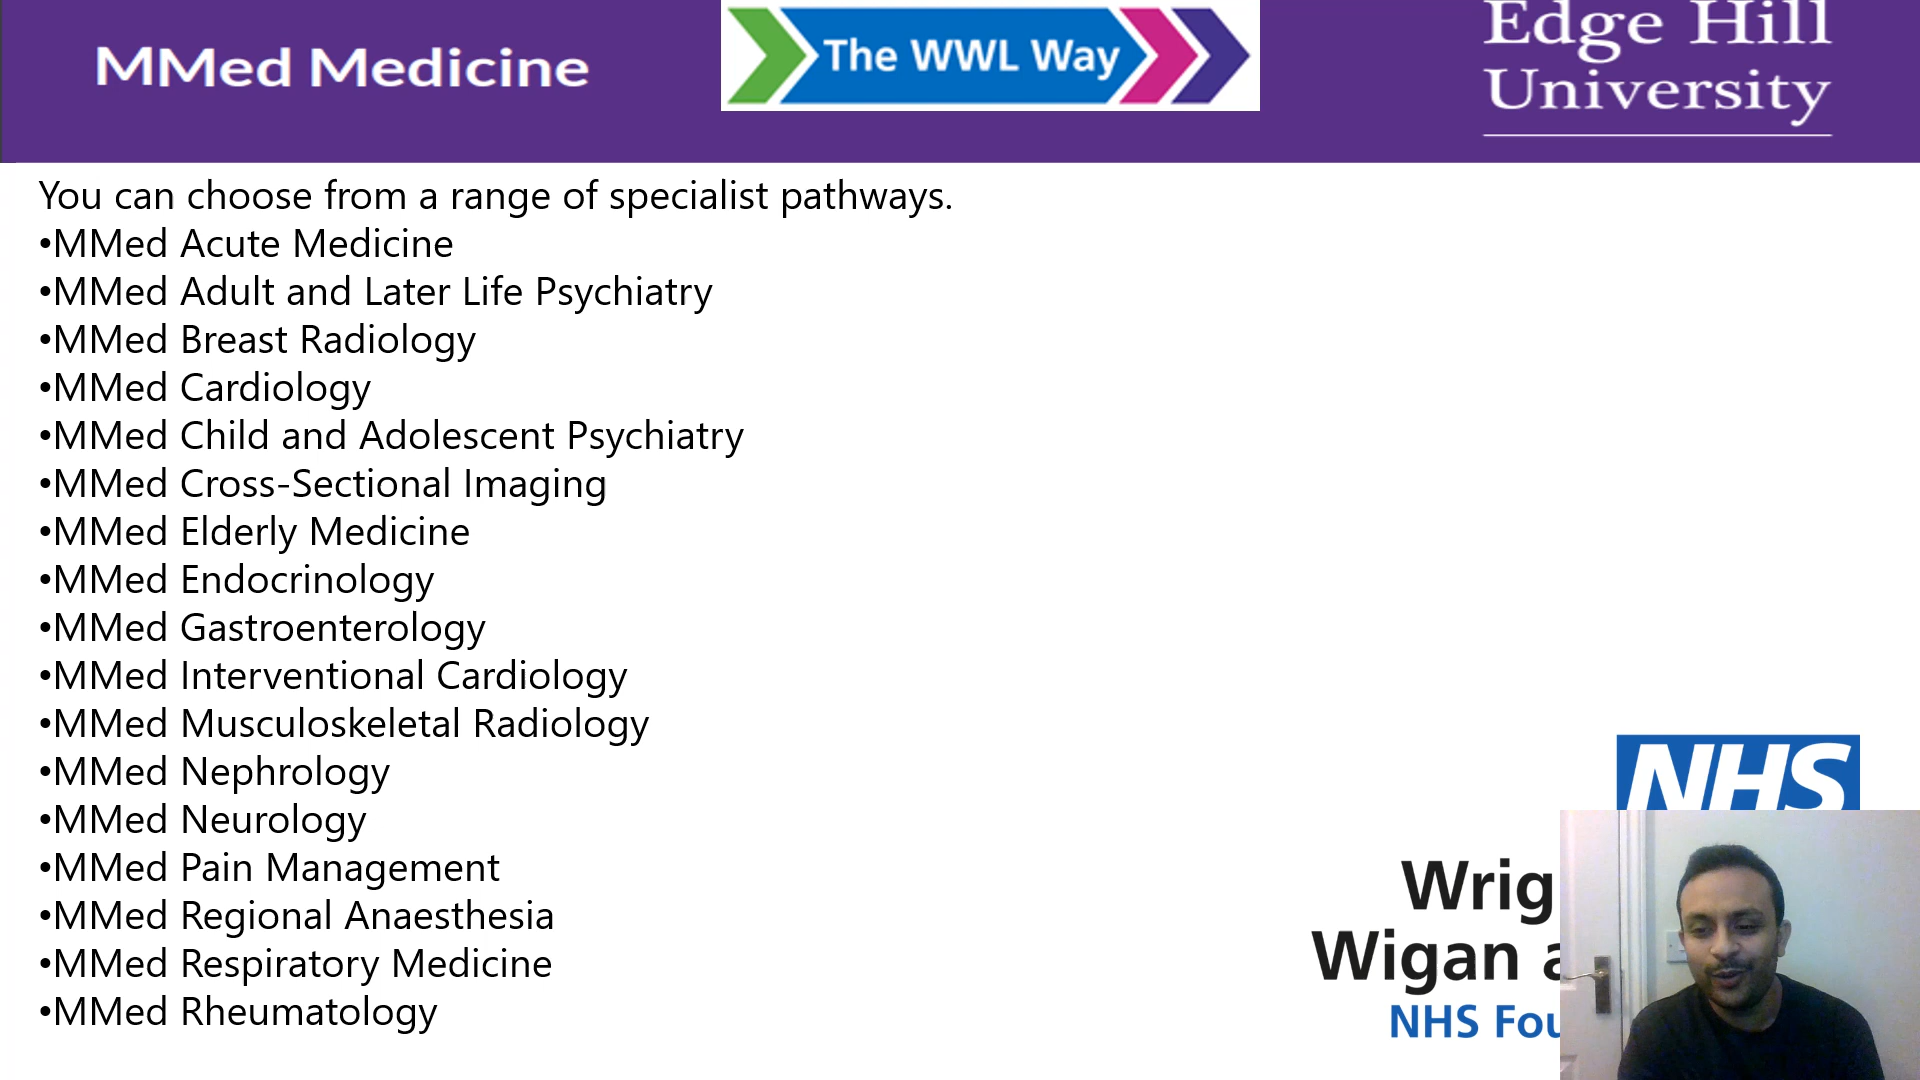 MMed Medicine
The WWL Way
Edge Hill
University
You can choose from a range of specialist pathways.
•MMed Acute Medicine
•MMed Adult and Later Life Psychiatry
•MMed Breast Radiology
•MMed Cardiology
•MMed Child and Adolescent Psychiatry
•MMed Cross-Sectional Imaging
•MMed Elderly Medicine
•MMed Endocrinology
•MMed Gastroenterology
•MMed Interventional Cardiology
•MMed Musculoskeletal Radiology
•MMed Nephrology
•MMed Neurology
•MMed Pain Management
•MMed Regional Anaesthesia
•MMed Respiratory Medicine
•MMed Rheumatology
NHS
Wigan
NHS